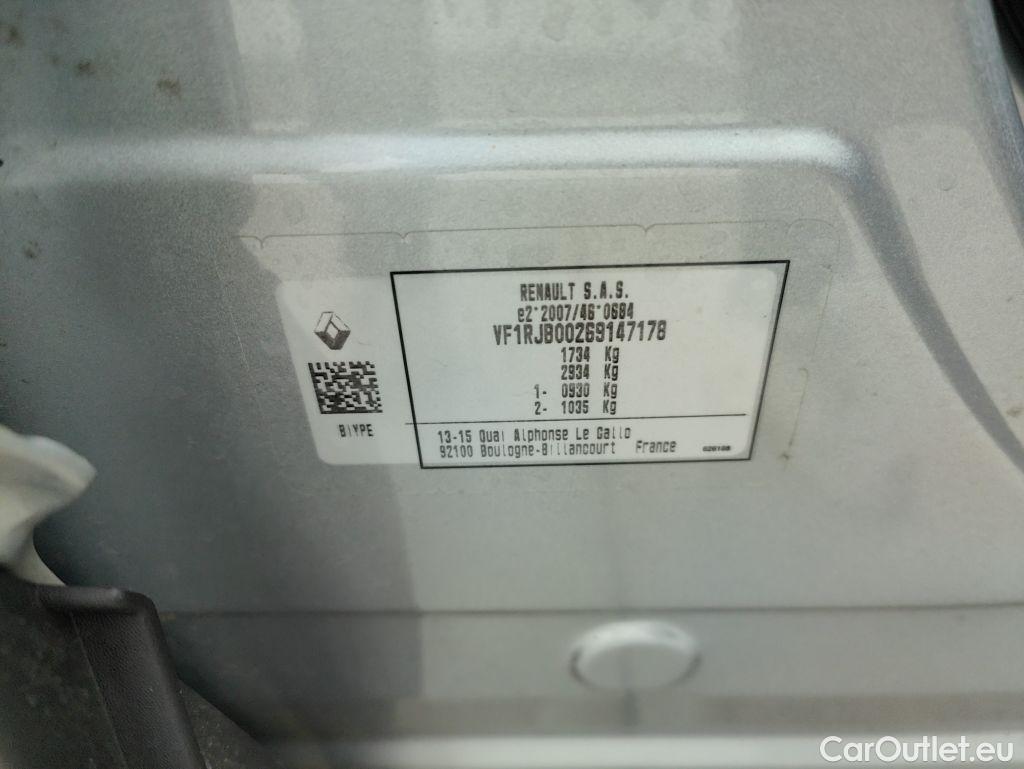 RENAULT S.A.S.
e2*2007/46*0684
VF1RJB00269147178
1734 Kg
2934 Kg
1- 0930 Kg
2- 1035 Kg
BIYPE
13-15 Quai Alphonse Le Gallo
92100 Boulogne-Billancourt France
CarOutlet.eu